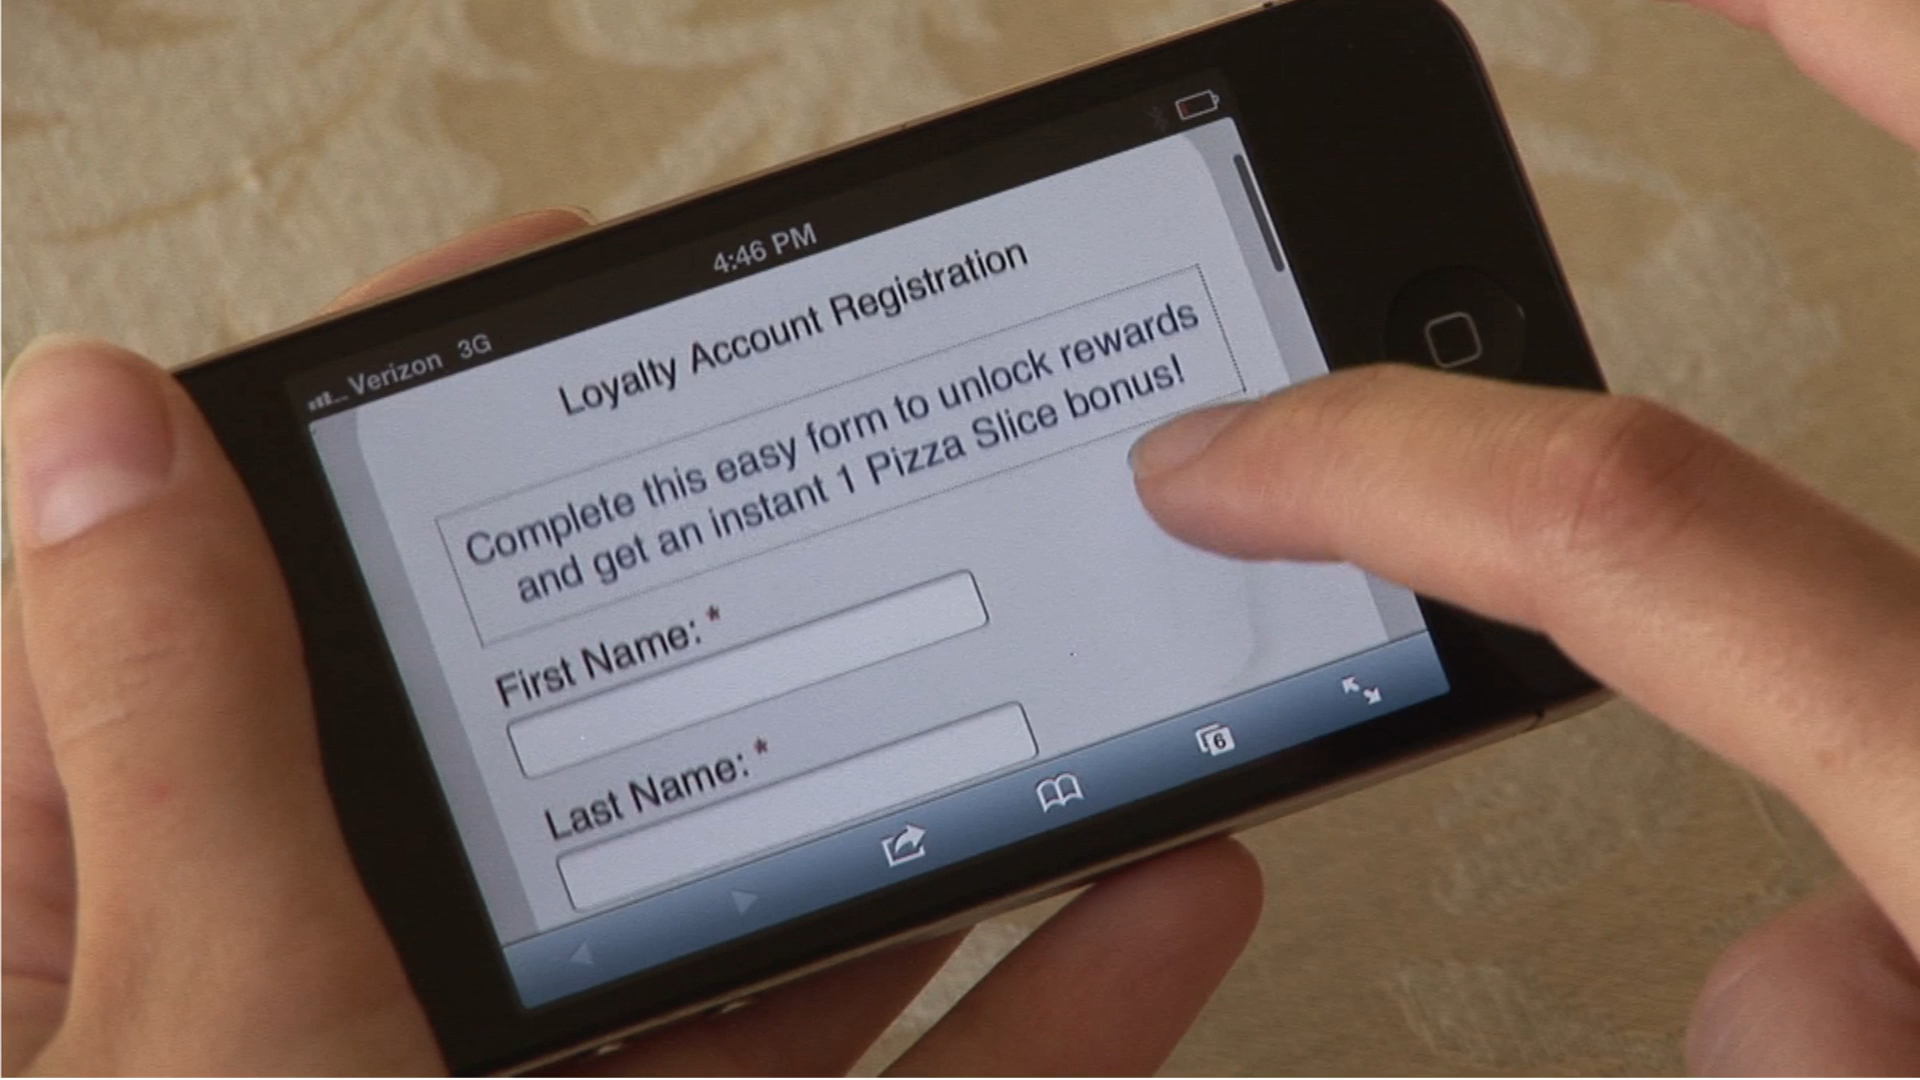 Verizon 3G 4:46 PM
Loyalty Account Registration
Complete this easy form to unlock rewards
and get an instant 1 Pizza Slice bonus!
First Name: *
Last Name: *
6